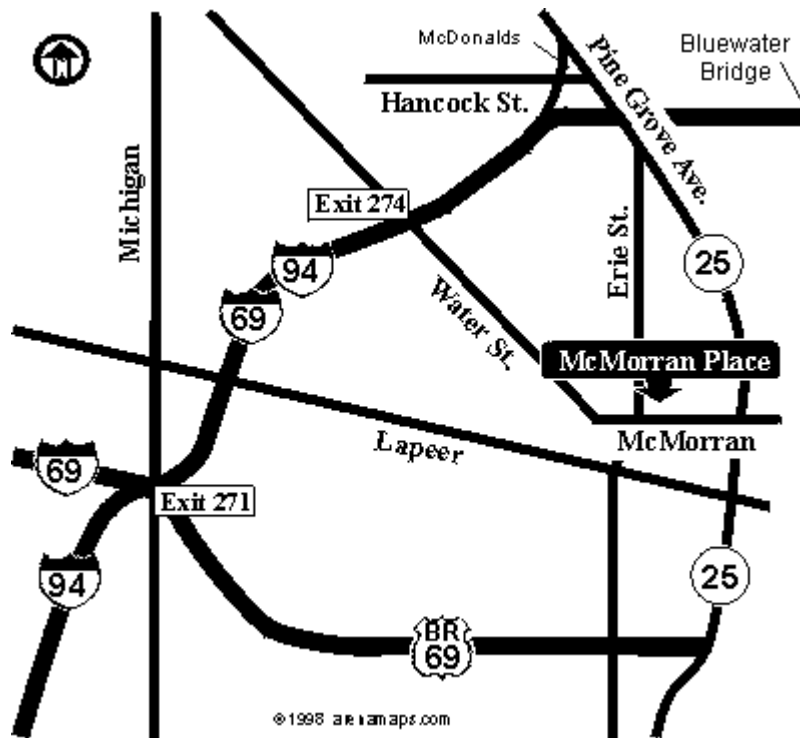 N
McDonalds
Pine Grove Ave.
Bluewater
Bridge
Hancock St.
Michigan
Exit 274
Erie St.
25
94
69
Water St.
McMorran Place
McMorran
Lapeer
69
Exit 271
94
25
BR
69
©1998 arenamaps.com